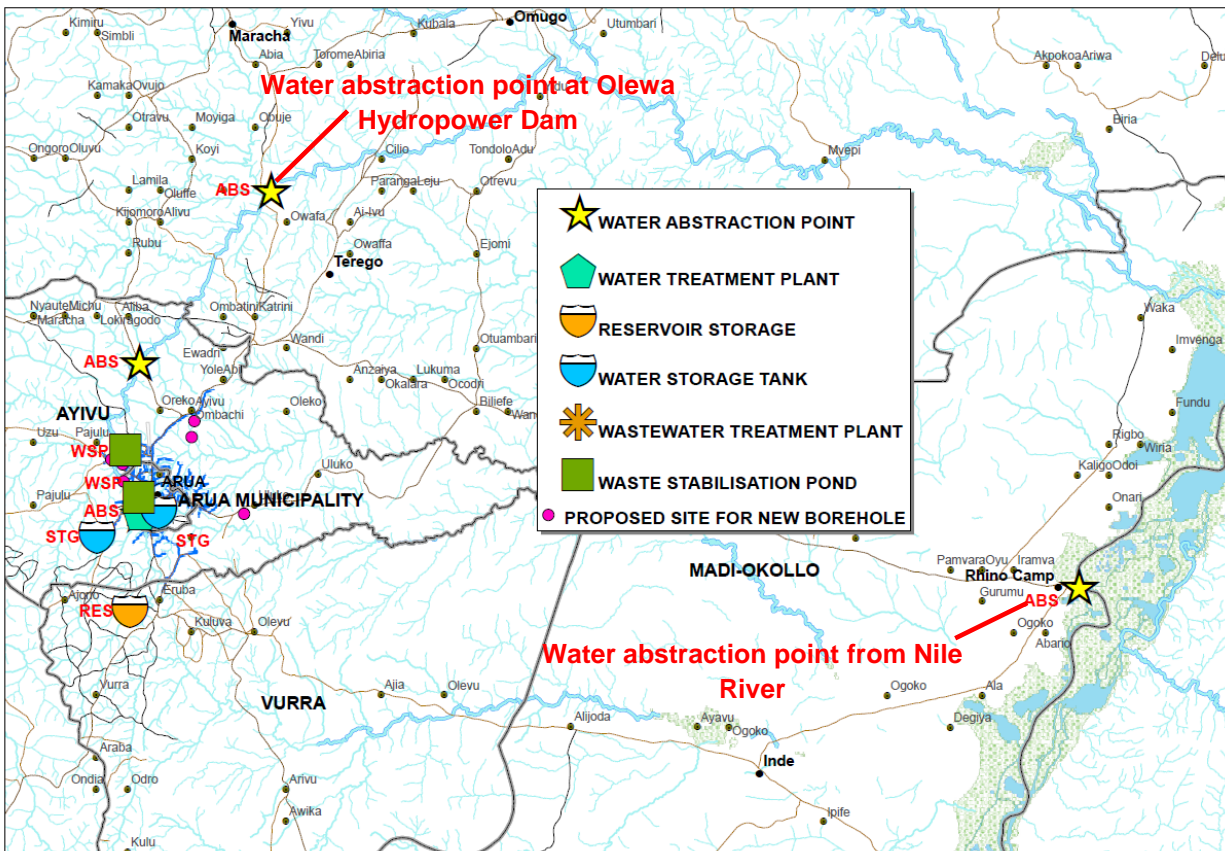 Kimiru
Simbli
Maracha
Yivu
Kubala
Omugo
Utumbari
Abia
ToromeAbiria
AkpokoaAriwa
KamakaOvujo
Water abstraction point at Olewa
Hydropower Dam
Otravu
Moyiga
Obuje
Biria
OngoroOluvu
Koyi
Cilio
TondoloAdu
Mvepi
Lamila
Oluffe
ABS
ParangaLeju
Otrevu
KijomoroAlivu
Owafa
Ai-Ivu
Rubu
Owaffa
Ejomi
Terego
WATER ABSTRACTION POINT
WATER TREATMENT PLANT
RESERVOIR STORAGE
WATER STORAGE TANK
WASTEWATER TREATMENT PLANT
WASTE STABILISATION POND
PROPOSED SITE FOR NEW BOREHOLE
NyauteMichu
Aliba
Maracha
Lokiragodo
OmbatiniKatrini
Waka
Ewadri
Wandi
Otuambari
Imvenga
ABS
YoleAbi
Anzaiya
Okalara
Lukuma
Ocodri
AYIVU
Oreko
Ayivu
Ombachi
Oleko
Biliefe
Fundu
Uzu
Pajulu
WSP
Rigbo
Wiria
WSP
ARUA
Uluko
KaligoOdoi
Pajulu
ABS
ARUA MUNICIPALITY
Onari
STG
STG
PamvaraOyu
Iramva
MADI-OKOLLO
Rhino Camp
Ajono
Eruba
Gurumu
ABS
RES
Kuluva
Olevu
Ogoko
Abario
Water abstraction point from Nile
River
Vurra
VURRA
Ajia
Olevu
Ogoko
Ala
Alijoda
Ayavu
Ogoko
Degiya
Araba
Inde
Ondia
Odro
Arivu
Awika
Ipife
Kulu